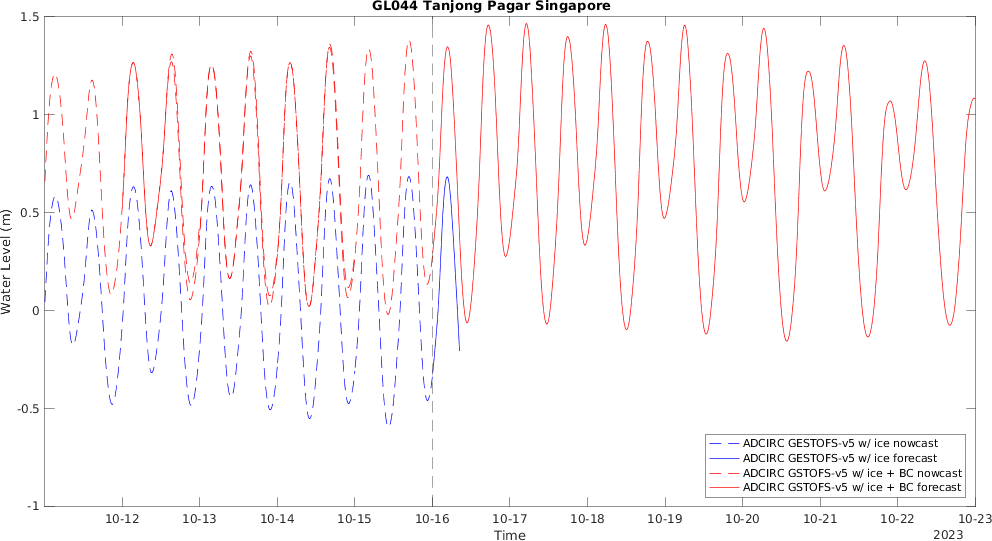 GL044 Tanjong Pagar Singapore
1.5
1
0.5
0
-0.5
-1
Water Level (m)
10-12 10-13 10-14 10-15 10-16 10-17 10-18 10-19 10-20 10-21 10-22 10-23
Time
2023
ADCIRC GESTOFS-v5 w/ ice nowcast
ADCIRC GESTOFS-v5 w/ ice forecast
ADCIRC GSTOFS-v5 w/ ice + BC nowcast
ADCIRC GSTOFS-v5 w/ ice + BC forecast